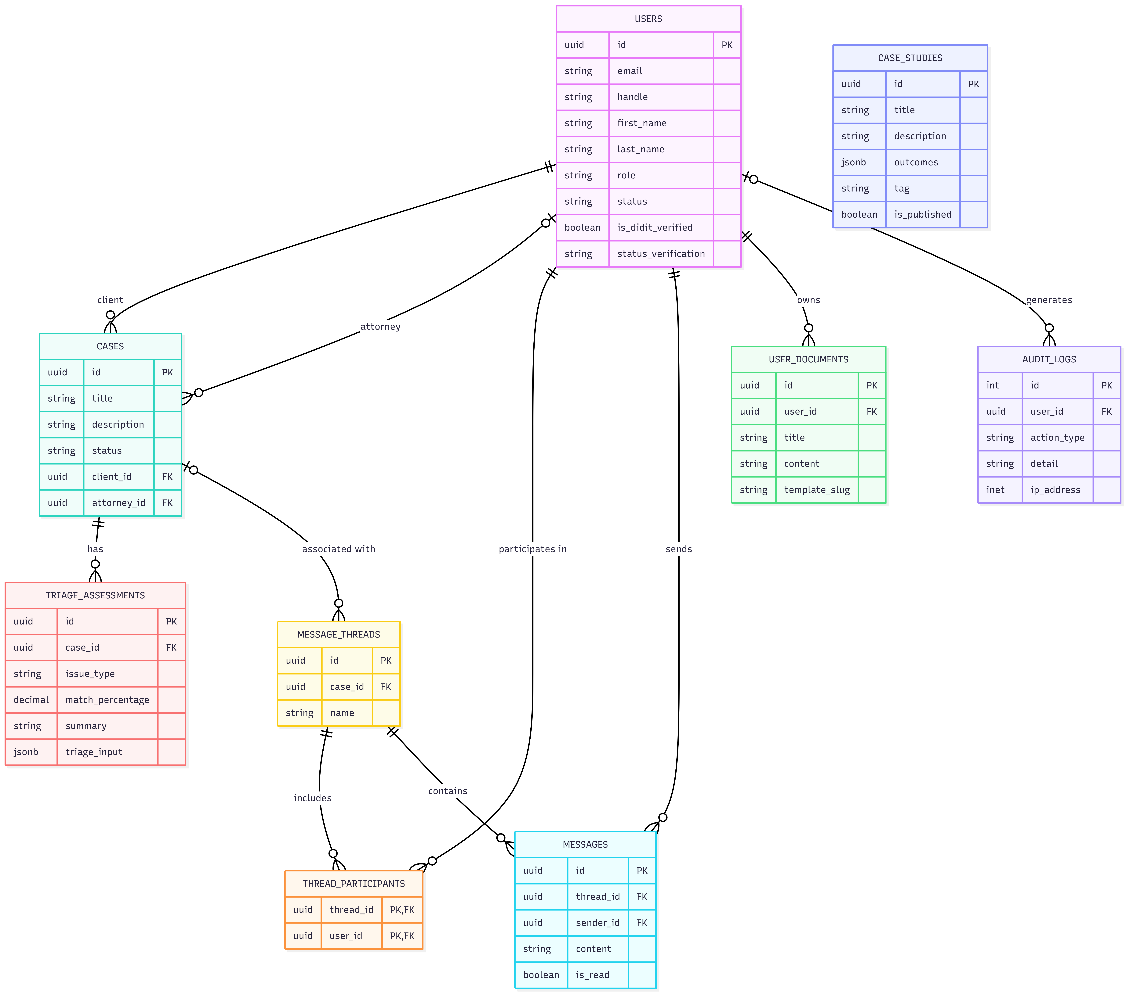 USERS
uuid id PK
string email
string handle
string first_name
string last_name
string role
string status
boolean is_didit_verified
string status_verification
CASE_STUDIES
uuid id PK
string title
string description
jsonb outcomes
string tag
boolean is_published
client
attorney
owns
generates
CASES
uuid id PK
string title
string description
string status
uuid client_id FK
uuid attorney_id FK
USER_DOCUMENTS
uuid id PK
uuid user_id FK
string title
string content
string template_slug
AUDIT_LOGS
int id PK
uuid user_id FK
string action_type
string detail
inet ip_address
has
associated with
participates in
sends
TRIAGE_ASSESSMENTS
uuid id PK
uuid case_id FK
string issue_type
decimal match_percentage
string summary
jsonb triage_input
MESSAGE_THREADS
uuid id PK
uuid case_id FK
string name
includes
contains
THREAD_PARTICIPANTS
uuid thread_id PK,FK
uuid user_id PK,FK
MESSAGES
uuid id PK
uuid thread_id FK
uuid sender_id FK
string content
boolean is_read